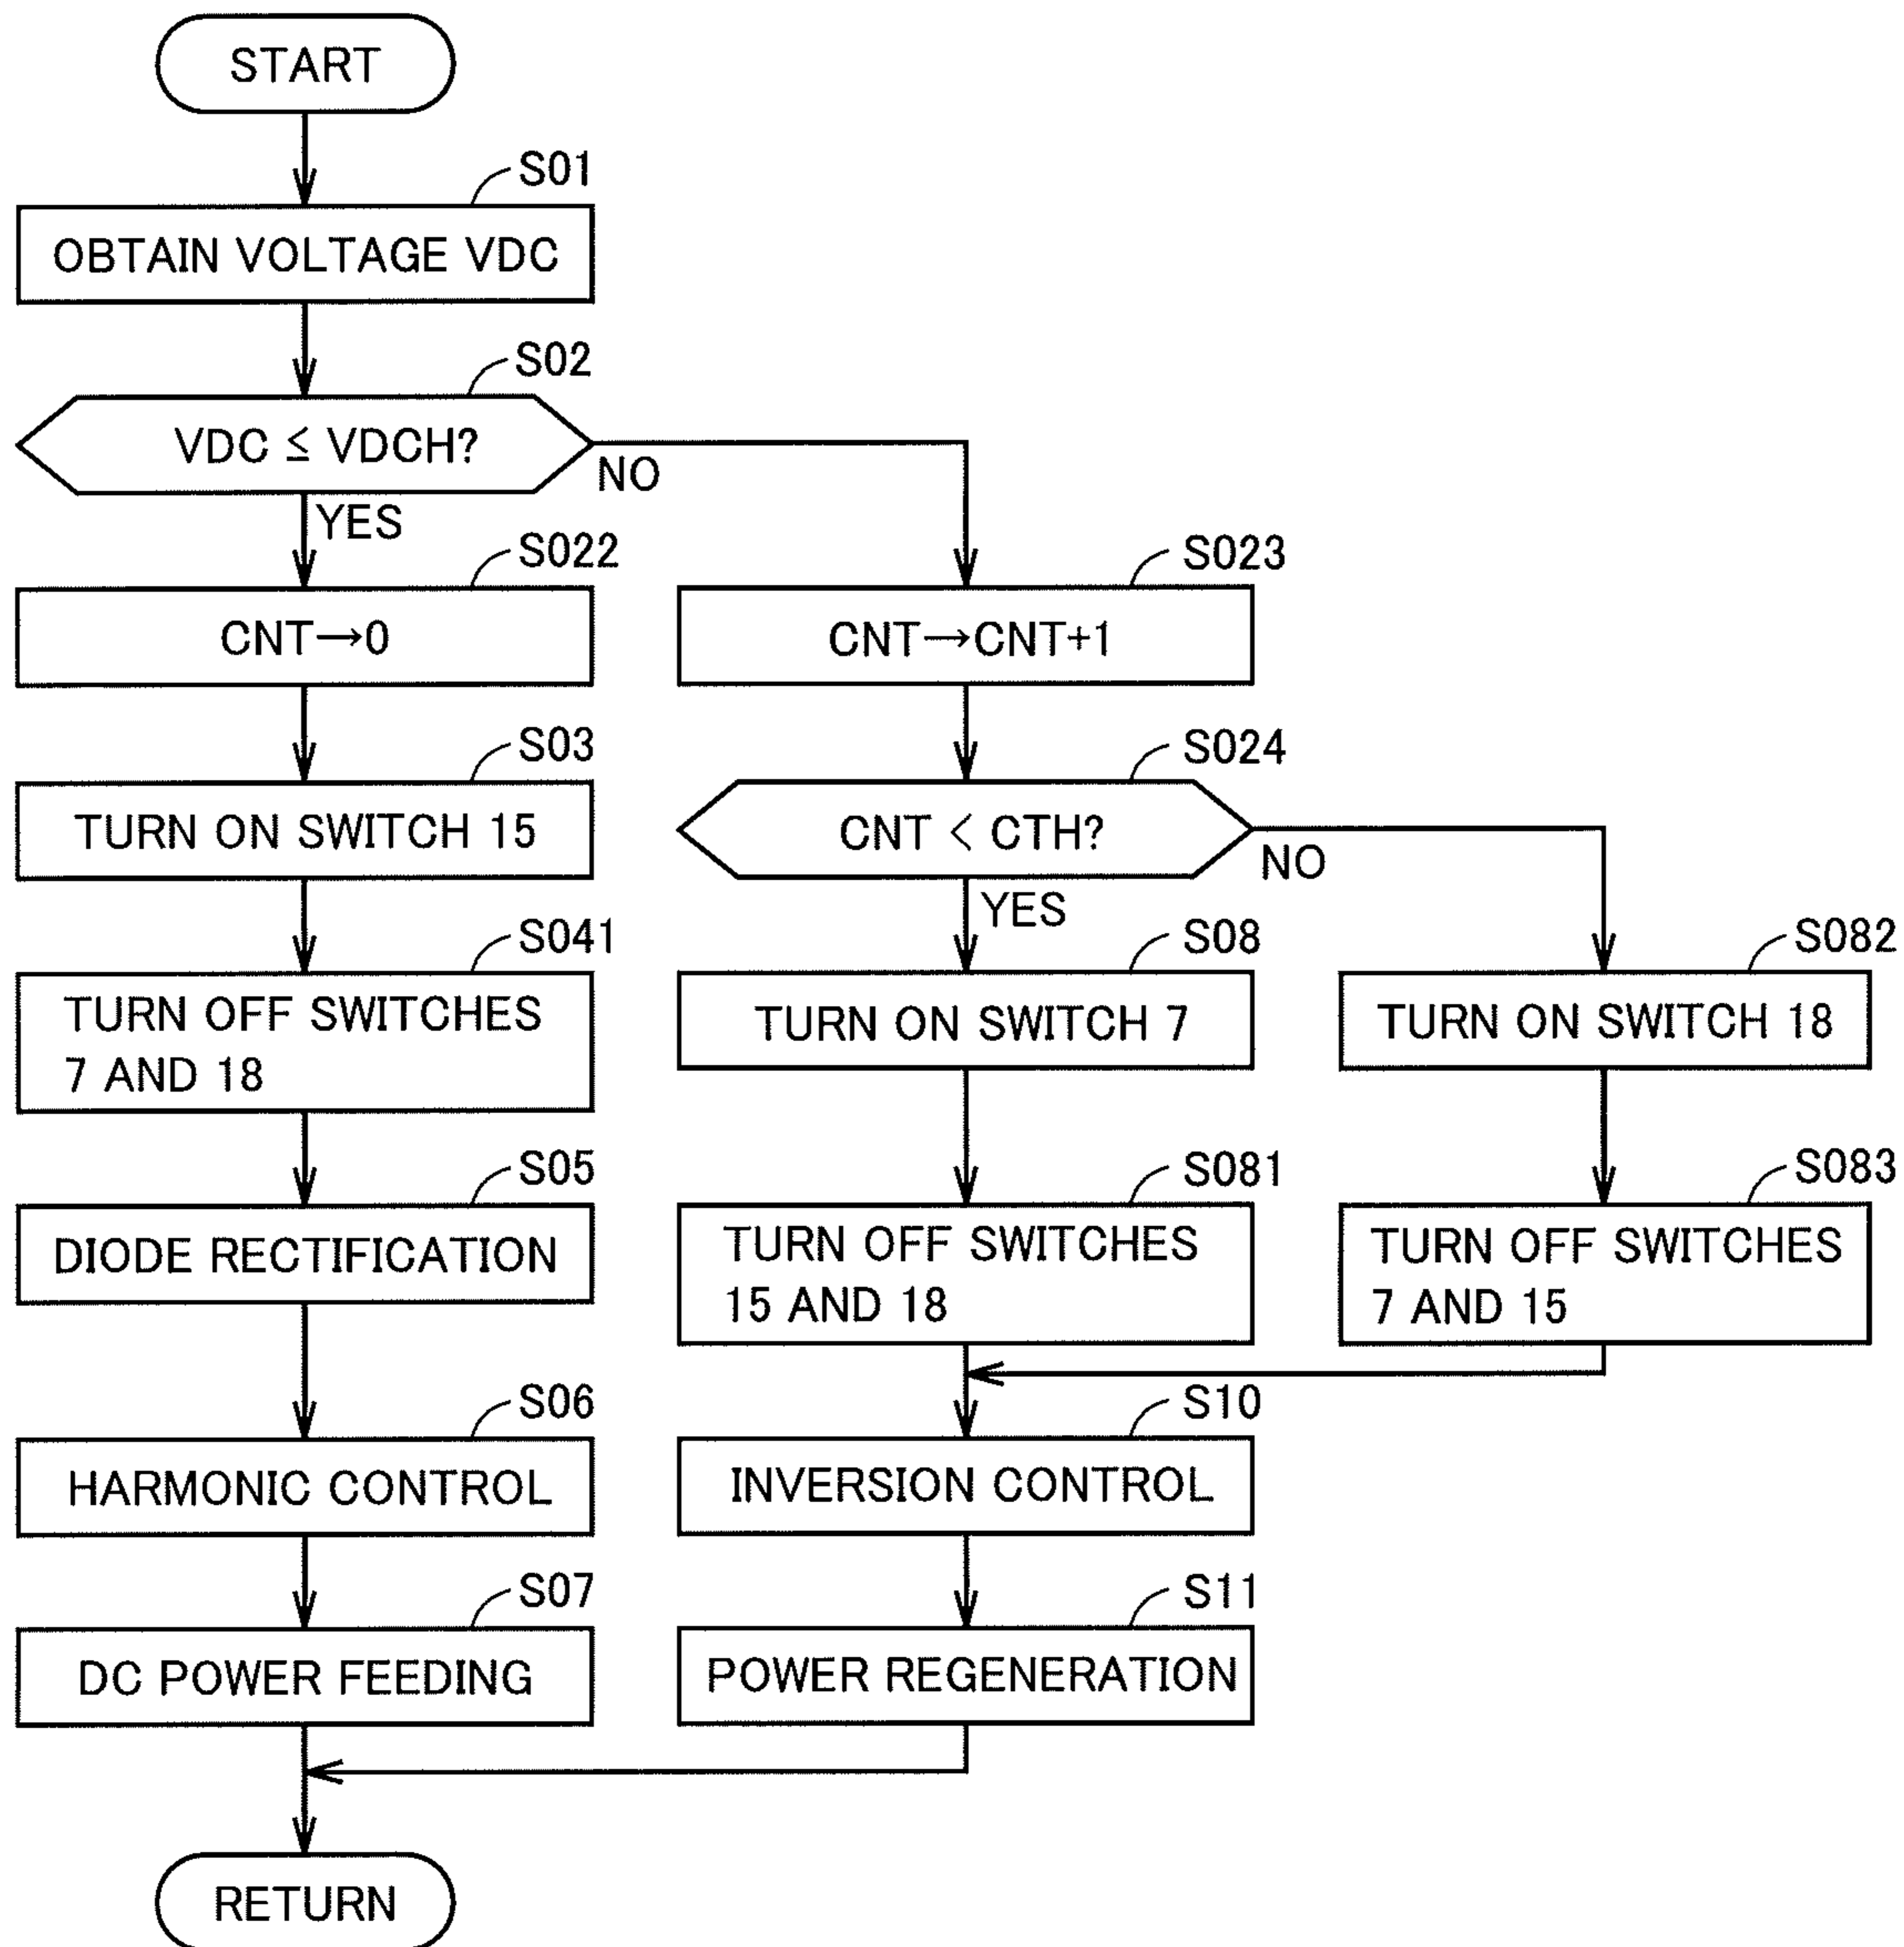 START
S01
OBTAIN VOLTAGE VDC
S02
VDC ≦ VDCH?
NO
YES
S022
CNT→0
S023
CNT→CNT+1
S03
TURN ON SWITCH 15
S024
CNT < CTH?
NO
YES
S041
TURN OFF SWITCHES
7 AND 18
S08
TURN ON SWITCH 7
S082
TURN ON SWITCH 18
S05
DIODE RECTIFICATION
S081
TURN OFF SWITCHES
15 AND 18
S083
TURN OFF SWITCHES
7 AND 15
S06
HARMONIC CONTROL
S10
INVERSION CONTROL
S07
DC POWER FEEDING
S11
POWER REGENERATION
RETURN